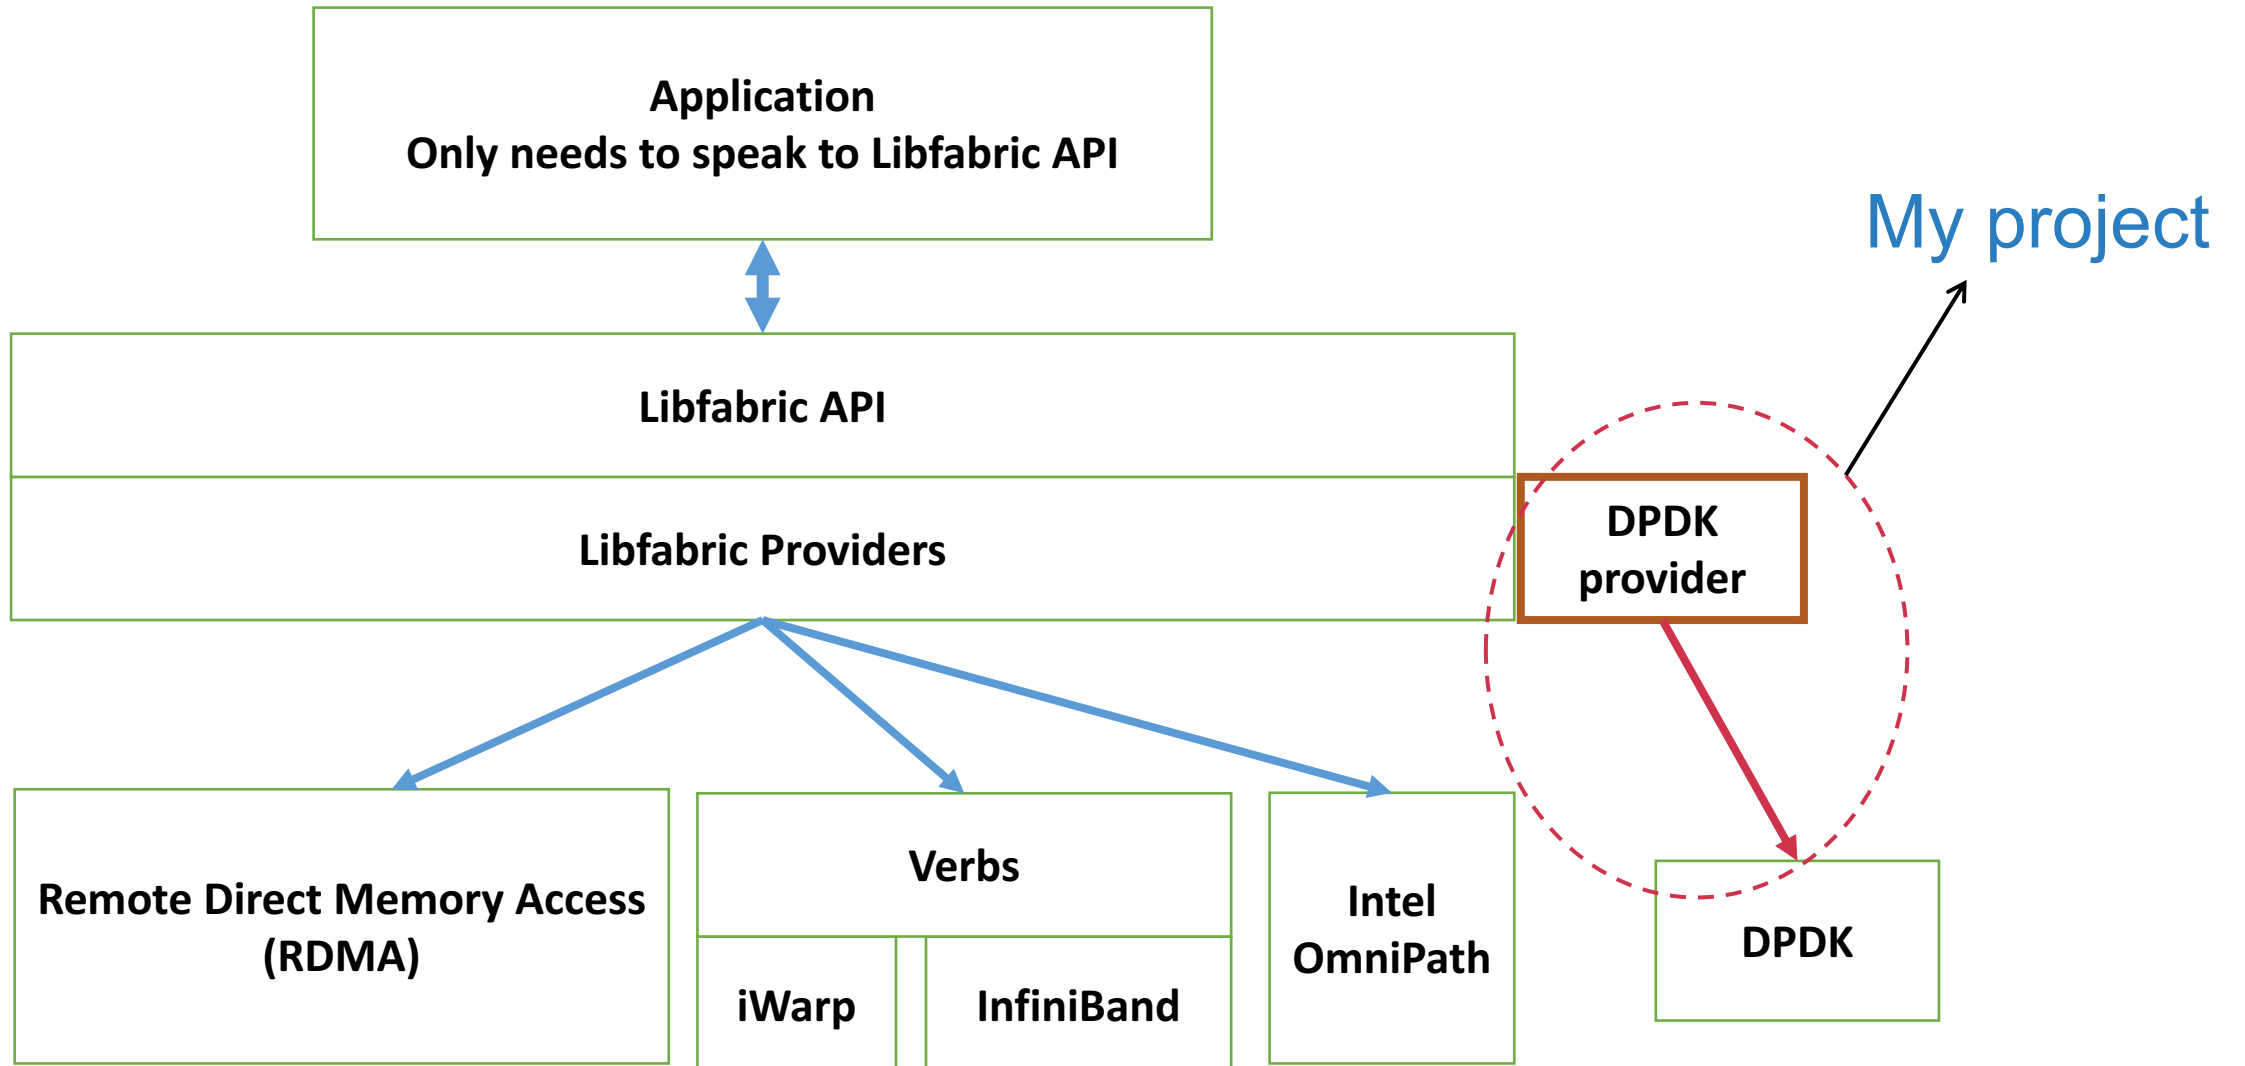 Application
Only needs to speak to Libfabric API
My project
Libfabric API
Libfabric Providers
DPDK
provider
Remote Direct Memory Access
(RDMA)
Verbs
iWarp
InfiniBand
Intel
OmniPath
DPDK